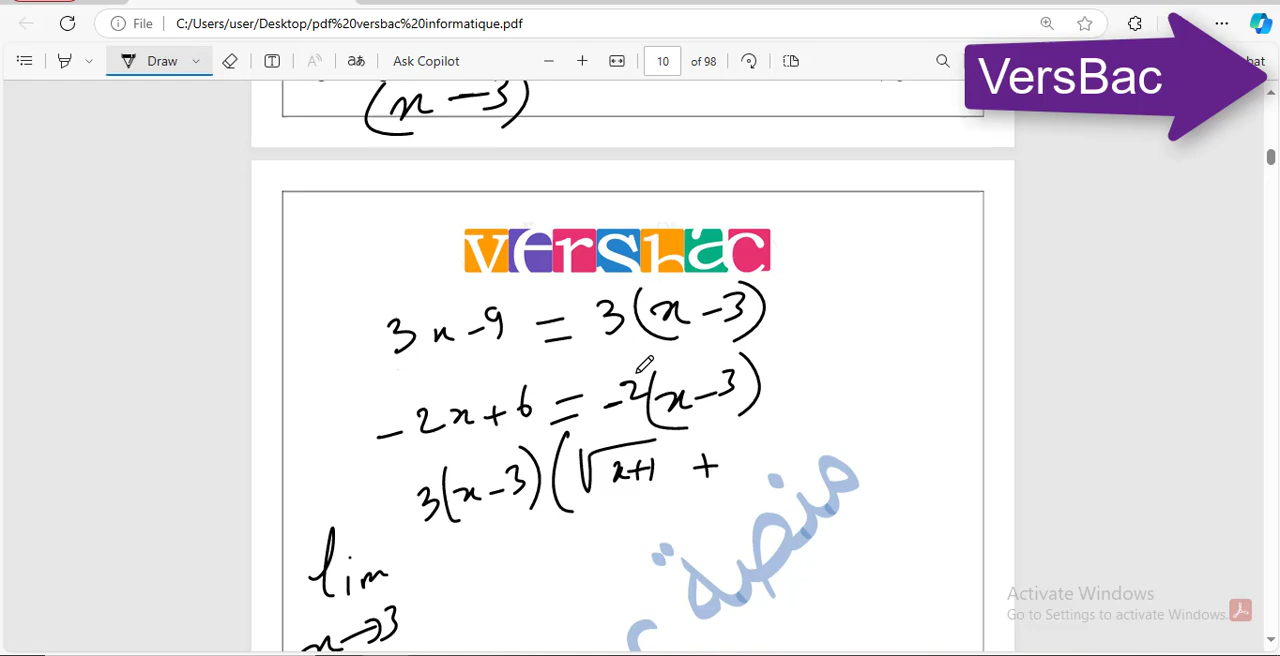 File C:/Users/user/Desktop/pdf%20versbac%20informatique.pdf
Draw Ask Copilot 10 of 98
VersBac
(x - 3)
versbac
3x - 9 = 3(x - 3)
- 2x + 6 = -2(x - 3)
3(x - 3)(√x+1 +
lim
x → 3
منصة
Activate Windows
Go to Settings to activate Windows.